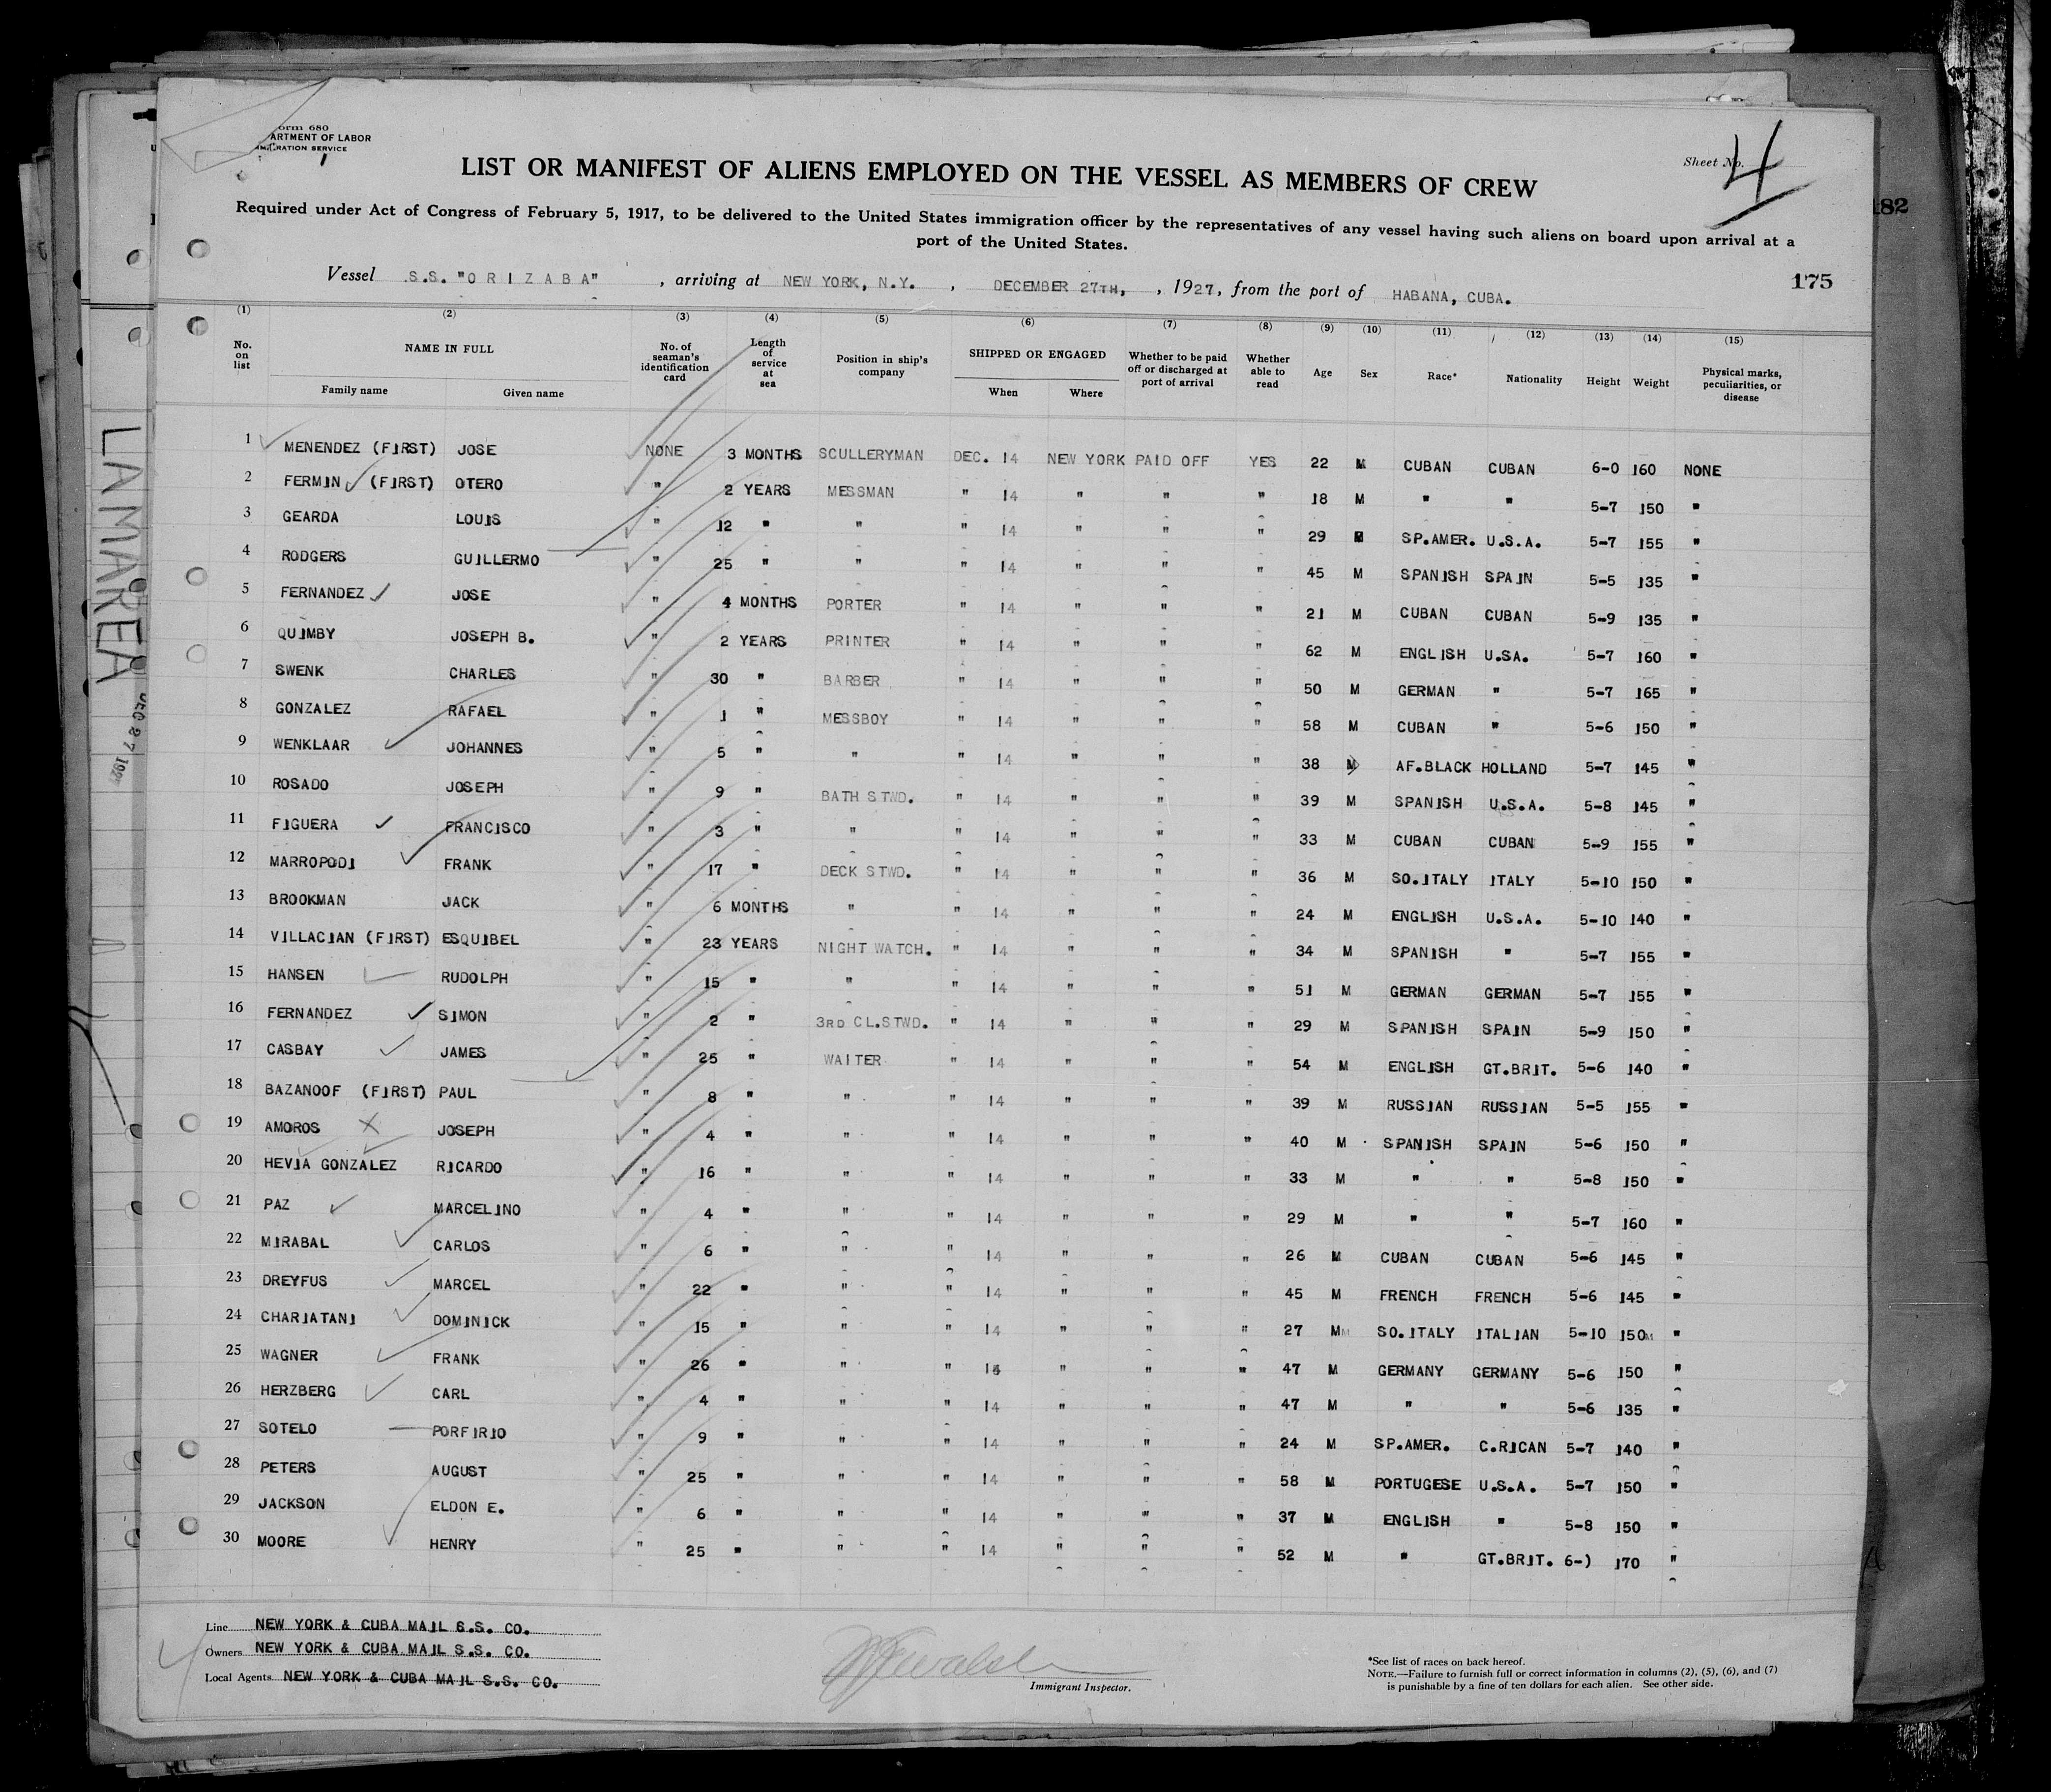 Form 680
ARTMENT OF LABOR
MIGRATION SERVICE
Sheet No. 4
LIST OR MANIFEST OF ALIENS EMPLOYED ON THE VESSEL AS MEMBERS OF CREW
Required under Act of Congress of February 5, 1917, to be delivered to the United States immigration officer by the representatives of any vessel having such aliens on board upon arrival at a
port of the United States.
182
Vessel S.S. "ORIZABA", arriving at NEW YORK, N.Y., DECEMBER 27TH, 1927, from the port of HABANA, CUBA.
175
(1) (2) (3) (4) (5) (6) (7) (8) (9) (10) (11) (12) (13) (14) (15)
No. on list NAME IN FULL Family name Given name No. of seaman's identification card Length of service at sea Position in ship's company SHIPPED OR ENGAGED When Where Whether to be paid off or discharged at port of arrival Whether able to read Age Sex Race* Nationality Height Weight Physical marks, peculiarities, or disease
1 MENENDEZ (FIRST) JOSE NONE 3 MONTHS SCULLERYMAN DEC. 14 NEW YORK PAID OFF YES 22 M CUBAN CUBAN 6-0 160 NONE
2 FERMIN (FIRST) OTERO " 2 YEARS MESSMAN " 14 " " " 18 M " " 5-7 150 "
3 GEARDA LOUIS " 12 " " " 14 " " " 29 M SP.AMER. U.S.A. 5-7 155 "
4 RODGERS GUILLERMO " 25 " " " 14 " " " 45 M SPANISH SPAIN 5-5 135 "
5 FERNANDEZ JOSE " 4 MONTHS PORTER " 14 " " " 21 M CUBAN CUBAN 5-9 135 "
6 QUIMBY JOSEPH B. " 2 YEARS PRINTER " 14 " " " 62 M ENGLISH U.SA. 5-7 160 "
7 SWENK CHARLES " 30 " BARBER " 14 " " " 50 M GERMAN " 5-7 165 "
8 GONZALEZ RAFAEL " 1 " MESSBOY " 14 " " " 58 M CUBAN " 5-6 150 "
9 WENKLAAR JOHANNES " 5 " " " 14 " " " 38 M AF.BLACK HOLLAND 5-7 145 "
10 ROSADO JOSEPH " 9 " BATH STWD. " 14 " " " 39 M SPANISH U.S.A. 5-8 145 "
11 FIGUERA FRANCISCO " 3 " " " 14 " " " 33 M CUBAN CUBAN 5-9 155 "
12 MARROPODI FRANK " 17 " DECK STWD. " 14 " " " 36 M SO.ITALY ITALY 5-10 150 "
13 BROOKMAN JACK " 6 MONTHS " " 14 " " " 24 M ENGLISH U.S.A. 5-10 140 "
14 VILLACIAN (FIRST) ESQUIBEL " 23 YEARS NIGHT WATCH. " 14 " " " 34 M SPANISH " 5-7 155 "
15 HANSEN RUDOLPH " 15 " " " 14 " " " 51 M GERMAN GERMAN 5-7 155 "
16 FERNANDEZ SIMON " 2 " 3RD CL.STWD. " 14 " " " 29 M SPANISH SPAIN 5-9 150 "
17 CASBAY JAMES " 25 " WAITER " 14 " " " 54 M ENGLISH GT.BRIT. 5-6 140 "
18 BAZANOOF (FIRST) PAUL " 8 " " " 14 " " " 39 M RUSSIAN RUSSIAN 5-5 155 "
19 AMOROS JOSEPH " 4 " " " 14 " " " 40 M SPANISH SPAIN 5-6 150 "
20 HEVIA GONZALEZ RICARDO " 16 " " " 14 " " " 33 M " " 5-8 150 "
21 PAZ MARCELINO " 4 " " " 14 " " " 29 M " " 5-7 160 "
22 MIRABAL CARLOS " 6 " " " 14 " " " 26 M CUBAN CUBAN 5-6 145 "
23 DREYFUS MARCEL " 22 " " " 14 " " " 45 M FRENCH FRENCH 5-6 145 "
24 CHARIATANI DOMINICK " 15 " " " 14 " " " 27 M SO.ITALY ITALIAN 5-10 150 "
25 WAGNER FRANK " 26 " " " 14 " " " 47 M GERMANY GERMANY 5-6 150 "
26 HERZBERG CARL " 4 " " " 14 " " " 47 M " " 5-6 135 "
27 SOTELO PORFIRIO " 9 " " " 14 " " " 24 M SP.AMER. C.RICAN 5-7 140 "
28 PETERS AUGUST " 25 " " " 14 " " " 58 M PORTUGESE U.S.A. 5-7 150 "
29 JACKSON ELDON E. " 6 " " " 14 " " " 37 M ENGLISH " 5-8 150 "
30 MOORE HENRY " 25 " " " 14 " " " 52 M " GT.BRIT. 6-) 170 "
LAMAREA
DEC 27 192
Line NEW YORK & CUBA MAIL S.S. CO.
Owners NEW YORK & CUBA MAIL S.S. CO.
Local Agents NEW YORK & CUBA MAIL S.S. CO.
Walsh
Immigrant Inspector.
*See list of races on back hereof.
NOTE.—Failure to furnish full or correct information in columns (2), (5), (6), and (7)
is punishable by a fine of ten dollars for each alien. See other side.